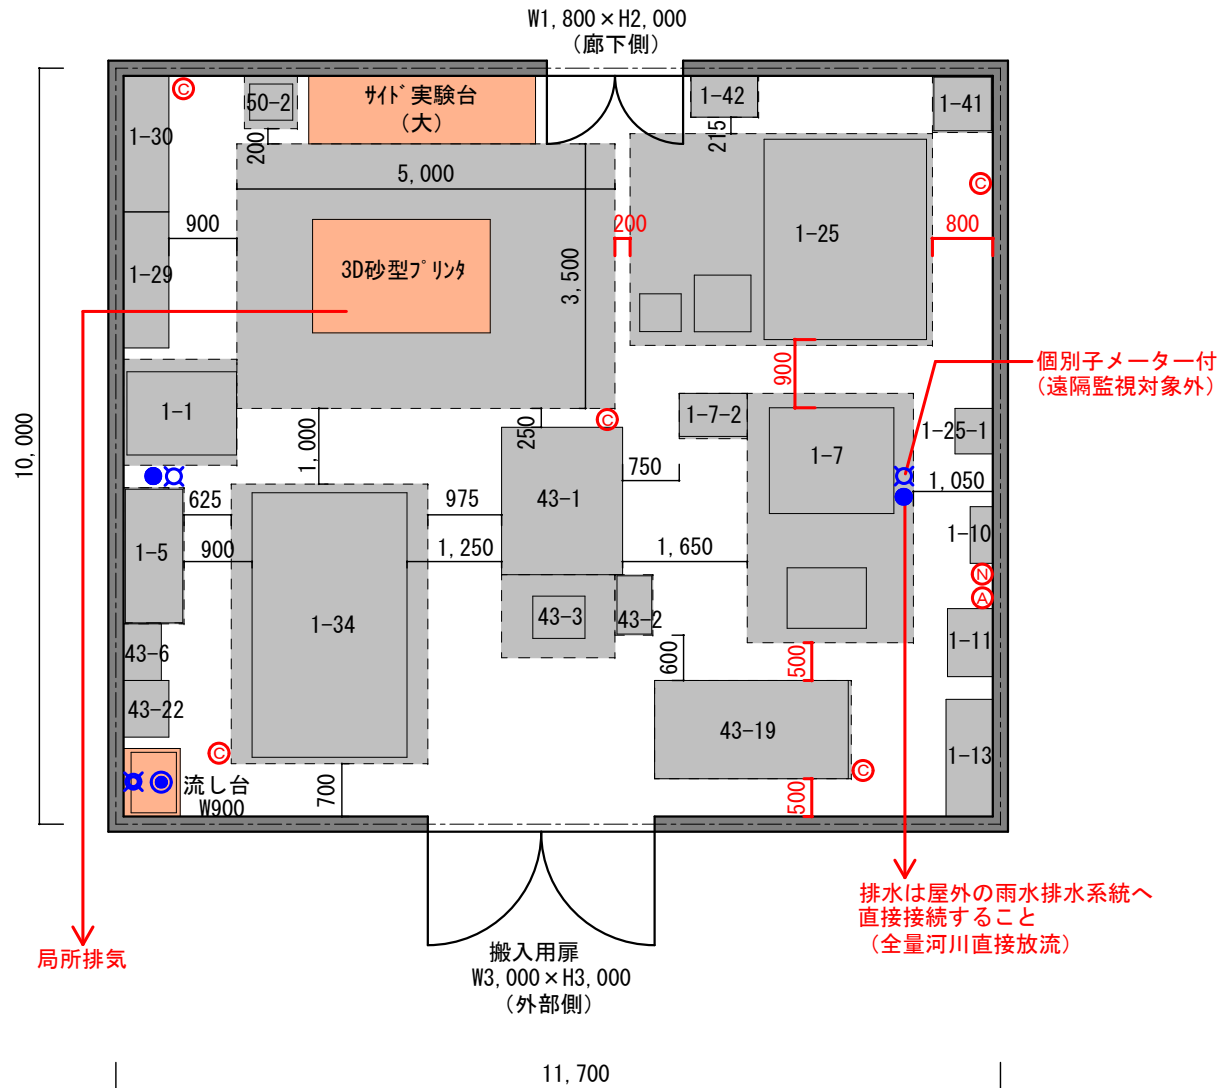 W1,800×H2,000
（廊下側）
50-2
ｻｲﾄﾞ実験台
（大）
1-42
1-41
1-30
200
215
5,000
900
200
1-25
800
1-29
3D砂型ﾌﾟﾘﾝﾀ
3,500
10,000
900
個別子メーター付
（遠隔監視対象外）
1-1
1-7-2
1-25-1
1,000
250
1-7
750
1,050
625
975
43-1
1-5
900
1,250
1,650
1-10
N
A
43-3
43-2
1-34
43-6
600
500
1-11
43-22
43-19
1-13
C
C
C
C
C
流し台
W900
700
500
排水は屋外の雨水排水系統へ
直接接続すること
（全量河川直接放流）
局所排気
搬入用扉
W3,000×H3,000
（外部側）
11,700